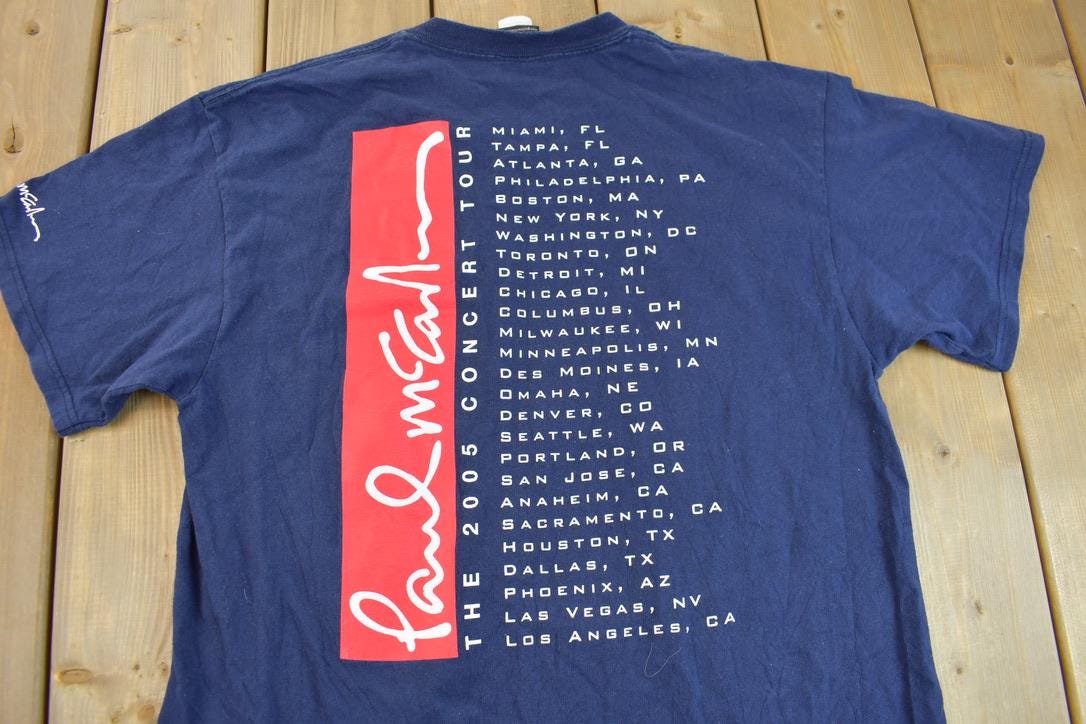 Paul McCartney
THE 2005 CONCERT TOUR
MIAMI, FL
TAMPA, FL
ATLANTA, GA
PHILADELPHIA, PA
BOSTON, MA
NEW YORK, NY
WASHINGTON, DC
TORONTO, ON
DETROIT, MI
CHICAGO, IL
COLUMBUS, OH
MILWAUKEE, WI
MINNEAPOLIS, MN
DES MOINES, IA
OMAHA, NE
DENVER, CO
SEATTLE, WA
PORTLAND, OR
SAN JOSE, CA
ANAHEIM, CA
SACRAMENTO, CA
HOUSTON, TX
DALLAS, TX
PHOENIX, AZ
LAS VEGAS, NV
LOS ANGELES, CA
McCartney